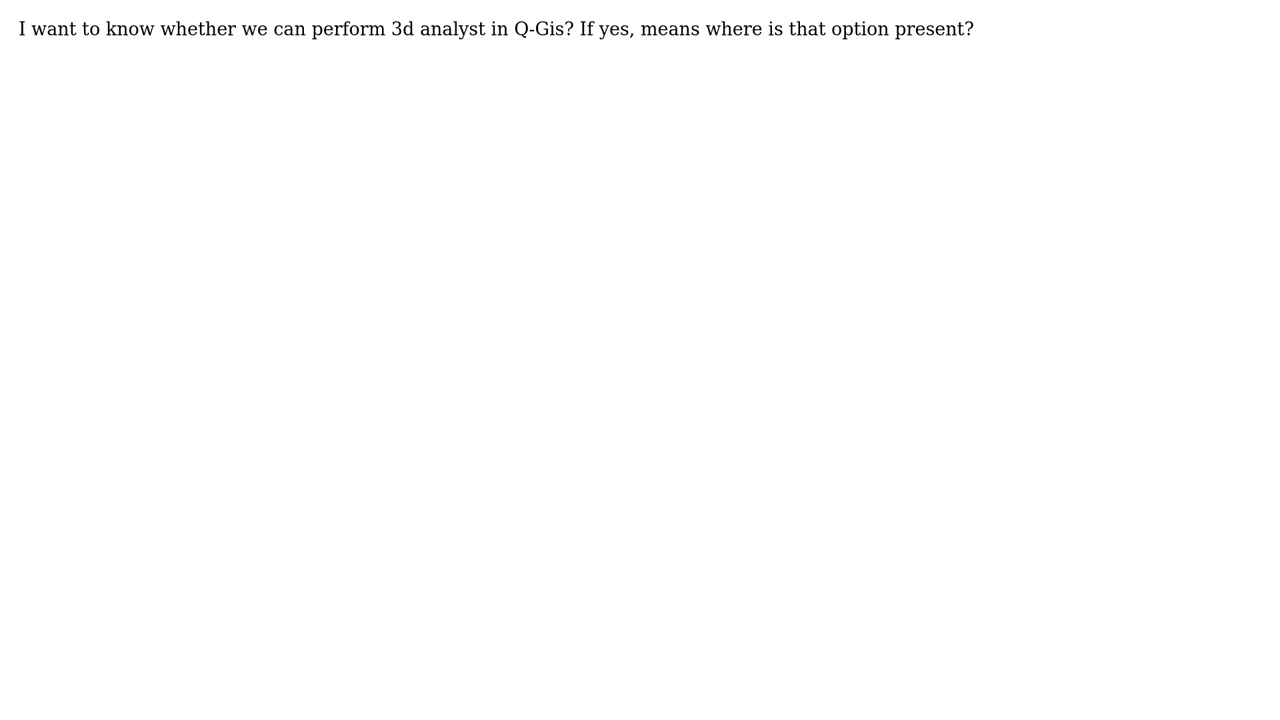 I want to know whether we can perform 3d analyst in Q-Gis? If yes, means where is that option present?